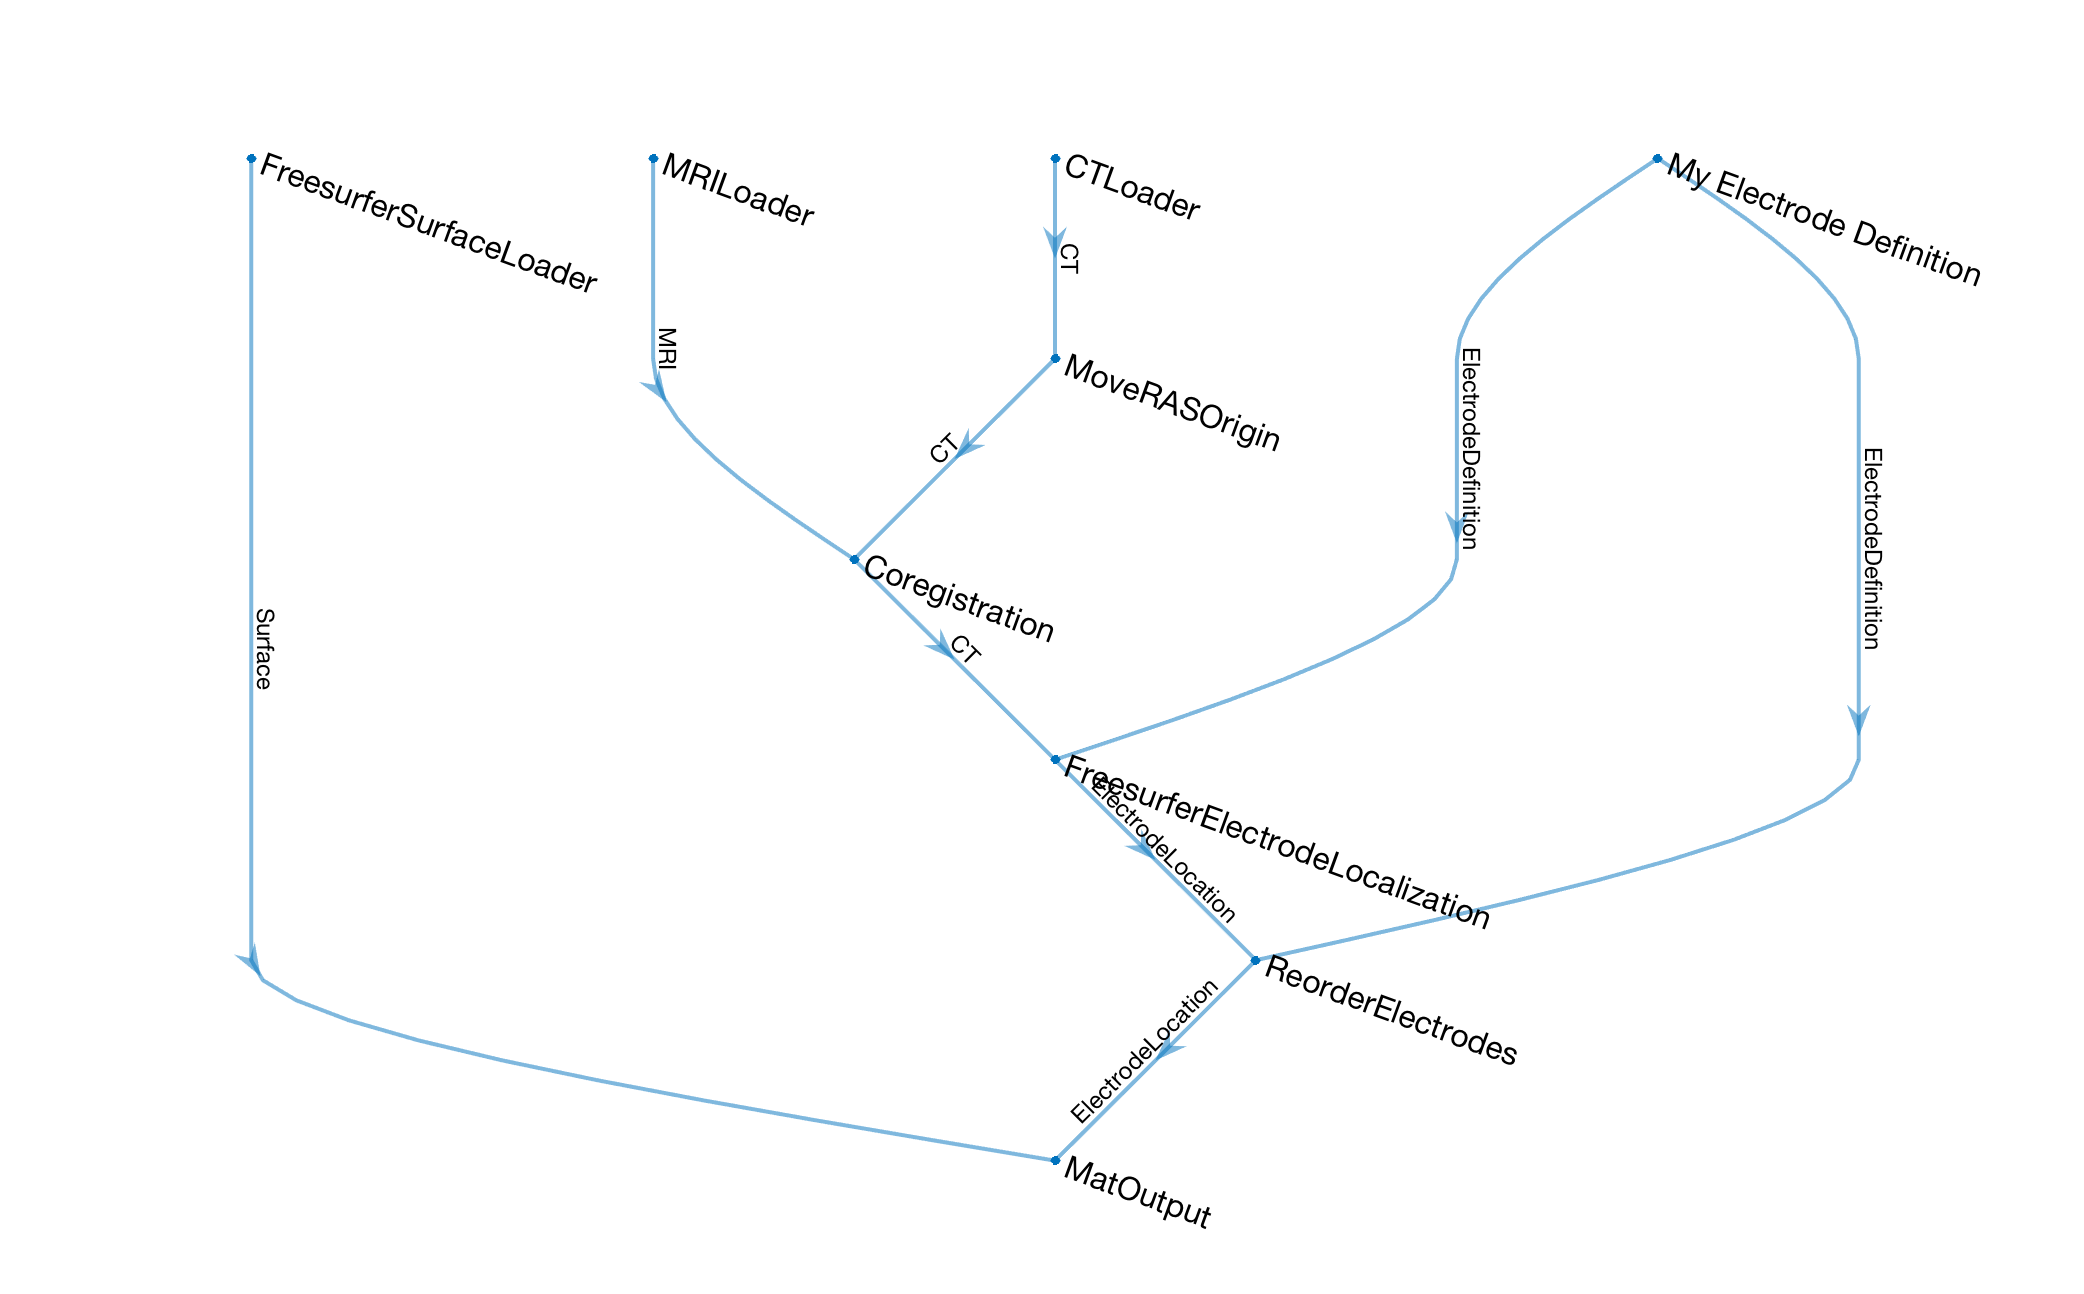 FreesurferSurfaceLoader
MRILoader
CTLoader
My Electrode Definition
CT
MRI
MoveRASOrigin
ElectrodeDefinition
CT
ElectrodeDefinition
Coregistration
Surface
CT
FreesurferElectrodeLocalization
ElectrodeLocation
ReorderElectrodes
ElectrodeLocation
MatOutput